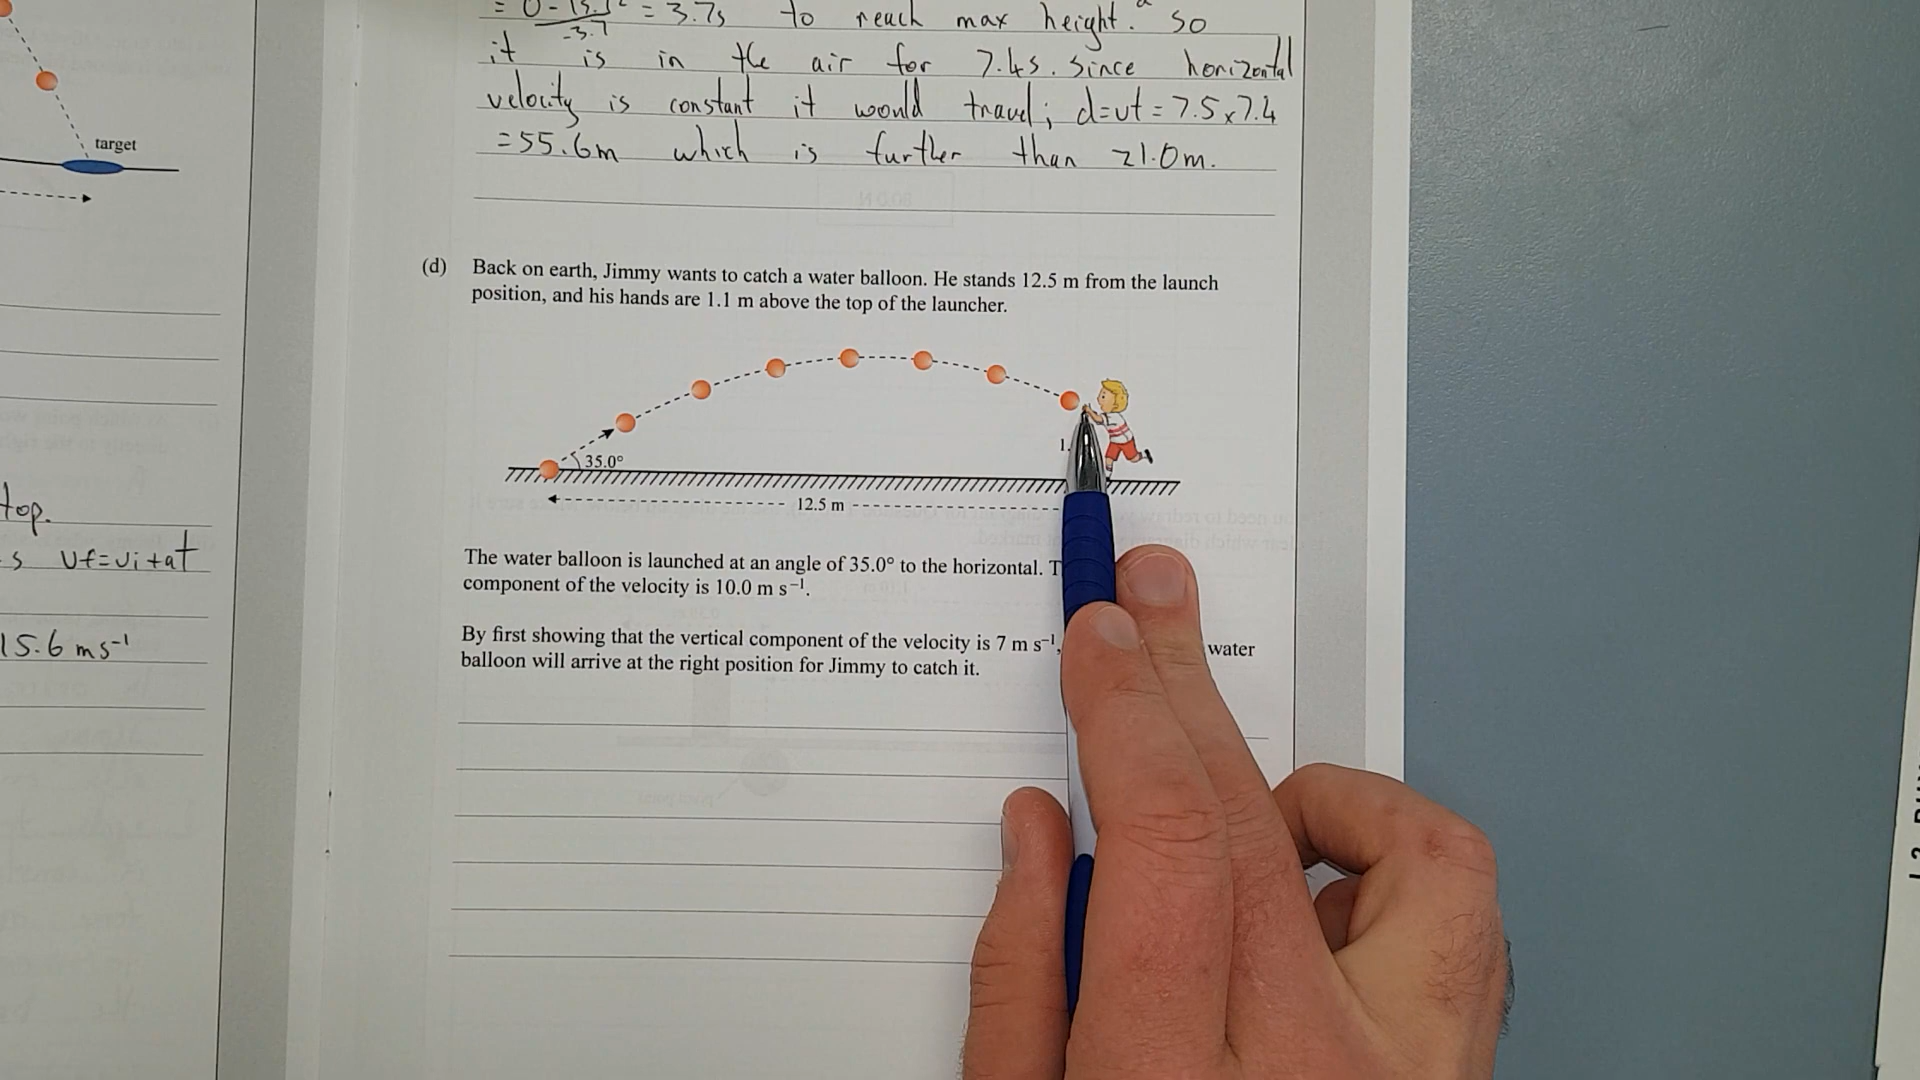 = 0 - 15.5² = 3.7s to reach max height. so
-3.7
it is in the air for 7.4s. Since horizontal
velocity is constant it would travel; d=vt = 7.5 x 7.4
= 55.6m which is further than 21.0m.
target
(d) Back on earth, Jimmy wants to catch a water balloon. He stands 12.5 m from the launch
position, and his hands are 1.1 m above the top of the launcher.
35.0°
1.
12.5 m
top.
s vf=vi+at
15.6 ms⁻¹
The water balloon is launched at an angle of 35.0° to the horizontal. T
component of the velocity is 10.0 m s⁻¹.
By first showing that the vertical component of the velocity is 7 m s⁻¹, water
balloon will arrive at the right position for Jimmy to catch it.